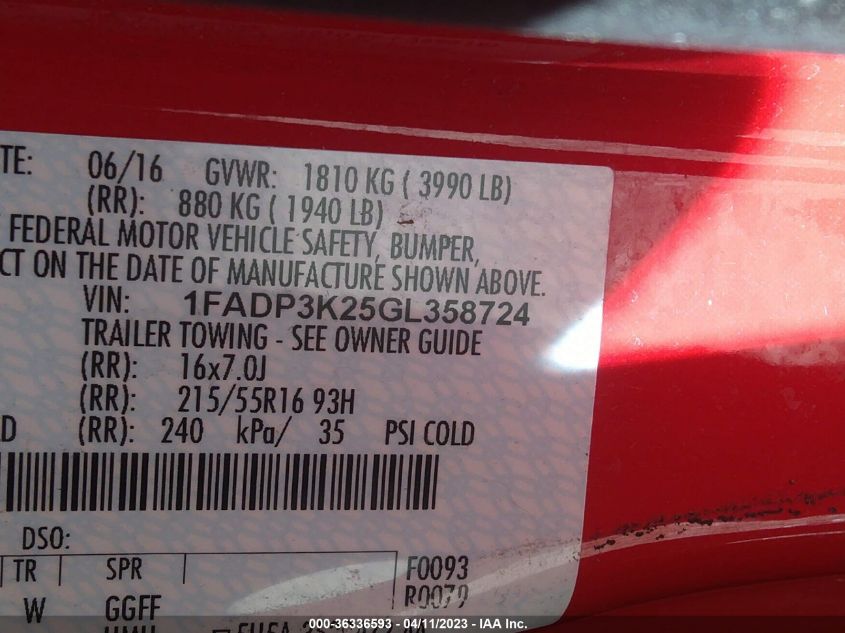 TE: 06/16 GVWR: 1810 KG ( 3990 LB)
(RR): 880 KG ( 1940 LB)
FEDERAL MOTOR VEHICLE SAFETY, BUMPER,
CT ON THE DATE OF MANUFACTURE SHOWN ABOVE.
VIN: 1FADP3K25GL358724
TRAILER TOWING - SEE OWNER GUIDE
(RR): 16x7.0J
(RR): 215/55R16 93H
D (RR): 240 kPa/ 35 PSI COLD
DSO:
TR | SPR F0093
W GGFF R0079
000-36336593 - 04/11/2023 - IAA Inc.